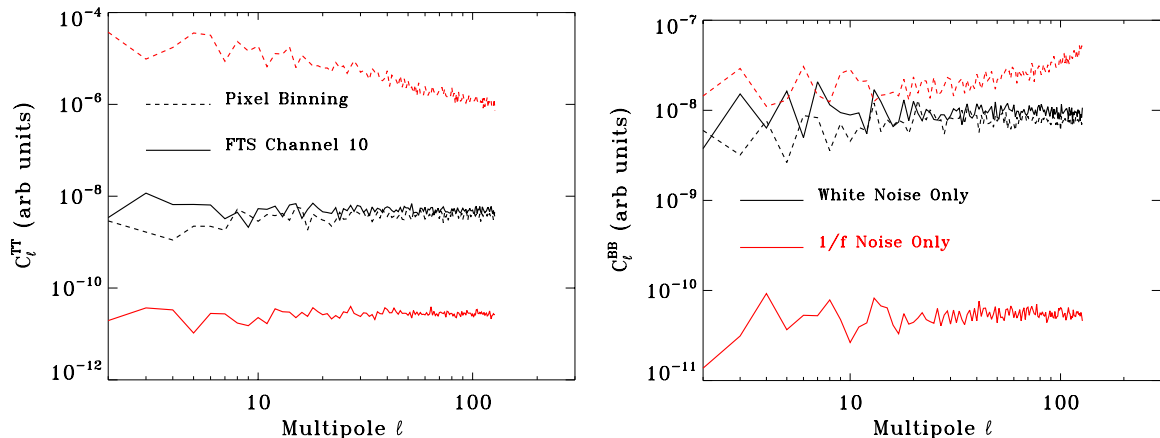 10⁻⁴
10⁻⁶
10⁻⁸
10⁻¹⁰
10⁻¹²
C_ℓ^TT (arb units)
Pixel Binning
FTS Channel 10
10
100
Multipole ℓ
10⁻⁷
10⁻⁸
10⁻⁹
10⁻¹⁰
10⁻¹¹
C_ℓ^BB (arb units)
White Noise Only
1/f Noise Only
10
100
Multipole ℓ